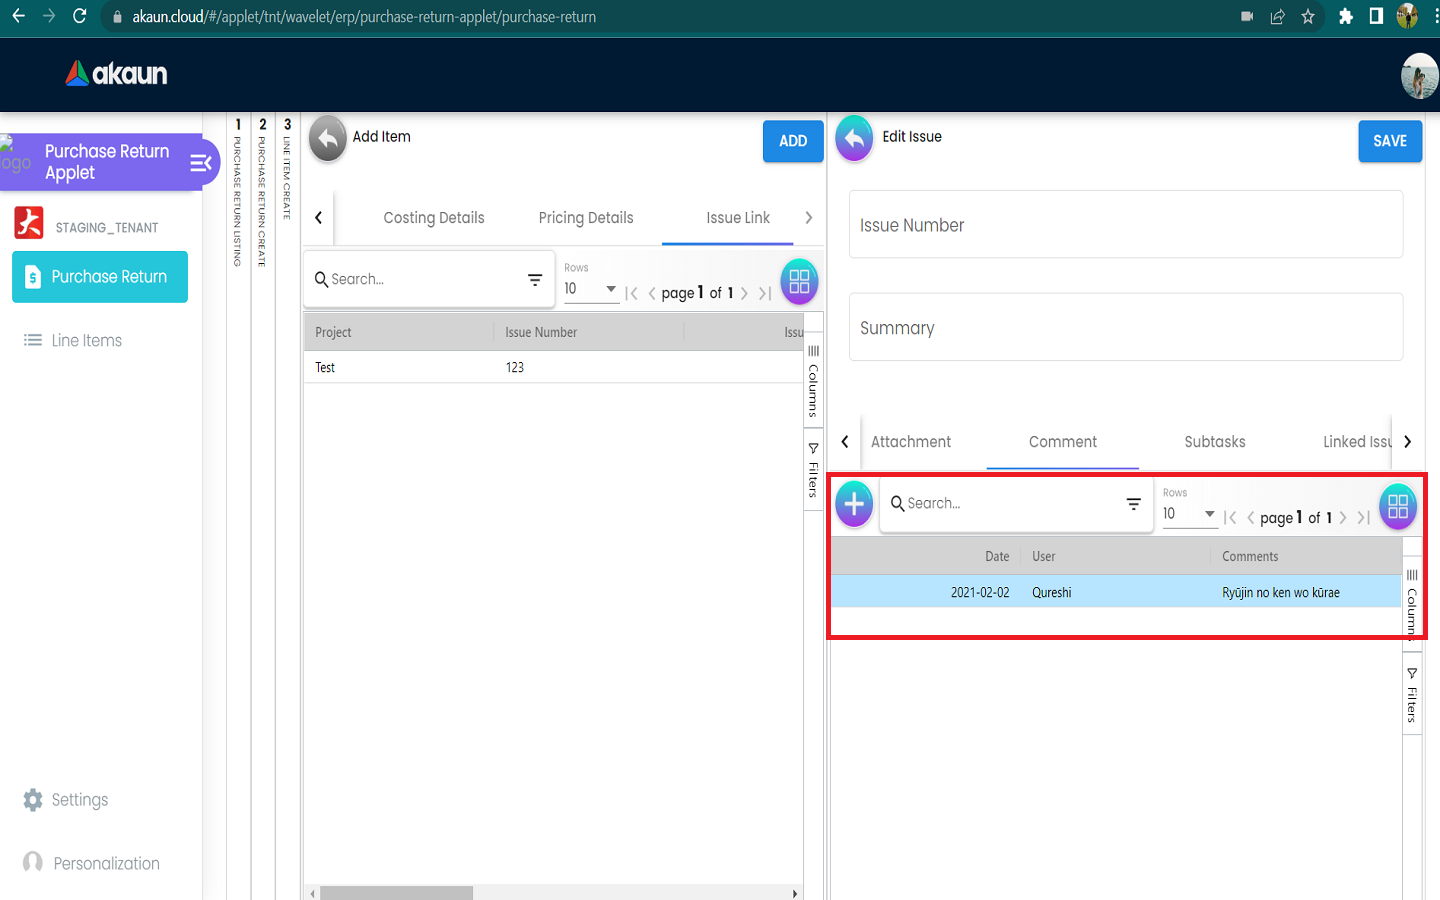 akaun.cloud/#/applet/tnt/wavelet/erp/purchase-return-applet/purchase-return
akaun
logo
Purchase Return
Applet
STAGING_TENANT
Purchase Return
Line Items
Settings
Personalization
1 PURCHASE RETURN LISTING
2 PURCHASE RETURN CREATE
3 LINE ITEM CREATE
Add Item
ADD
Costing Details Pricing Details Issue Link
Search...
Rows
10
page 1 of 1
Project Issue Number Issu
Test 123
Columns
Filters
Edit Issue
SAVE
Issue Number
Summary
Attachment Comment Subtasks Linked Issu
Search...
Rows
10
page 1 of 1
Date User Comments
2021-02-02 Qureshi Ryūjin no ken wo kūrae
Columns
Filters